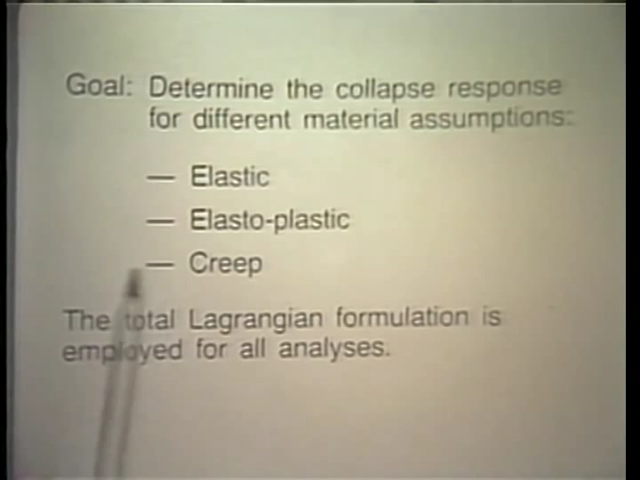 Goal: Determine the collapse response
for different material assumptions:
— Elastic
— Elasto-plastic
— Creep
The total Lagrangian formulation is
employed for all analyses.